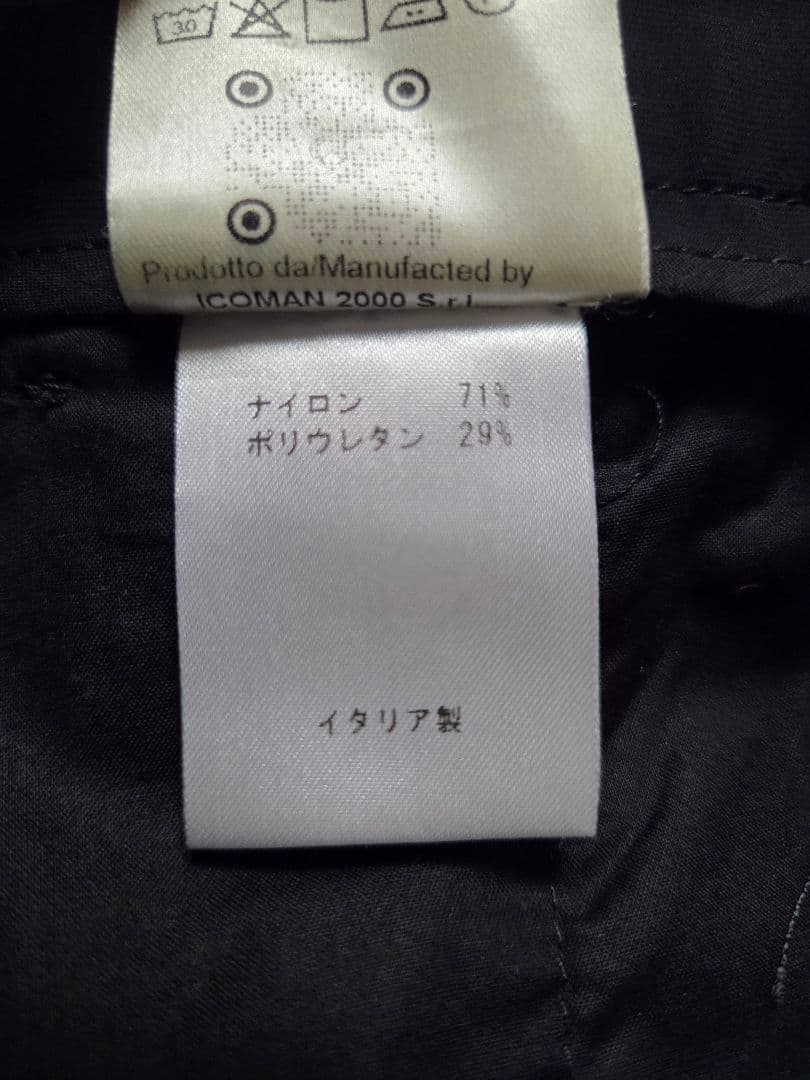 30
Prodotto da/Manufacted by
ICOMAN 2000 S.r.l.
ナイロン 71%
ポリウレタン 29%
イタリア製